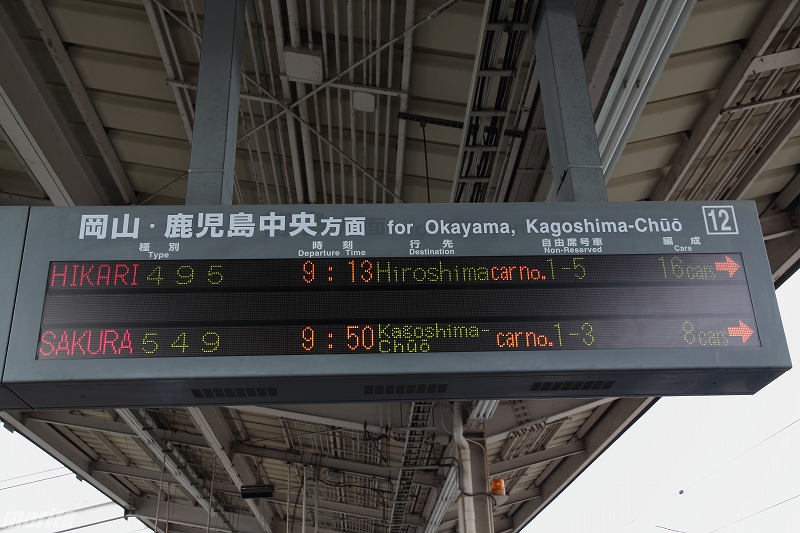 岡山・鹿児島中央方面 for Okayama, Kagoshima-Chūō 12
種別 時刻 行先 自由席号車 編成
Type Departure Time Destination Non-Reserved Cars
HIKARI 495 9:13 Hiroshima car no. 1-5 16cars
SAKURA 549 9:50 Kagoshima-Chūō car no. 1-3 8cars